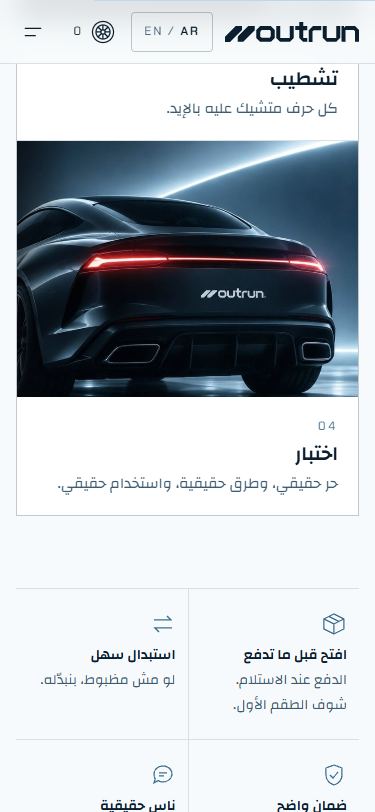 outrun
EN / AR
0
تشطيب
كل حرف متشيك عليه بالإيد.
outrun
04
اختبار
حر حقيقي، وطرق حقيقية، واستخدام حقيقي.
افتح قبل ما تدفع
الدفع عند الاستلام.
شوف الطقم الأول.
استبدال سهل
لو مش مظبوط، بنبدّله.
ضمان واضح
ناس حقيقية